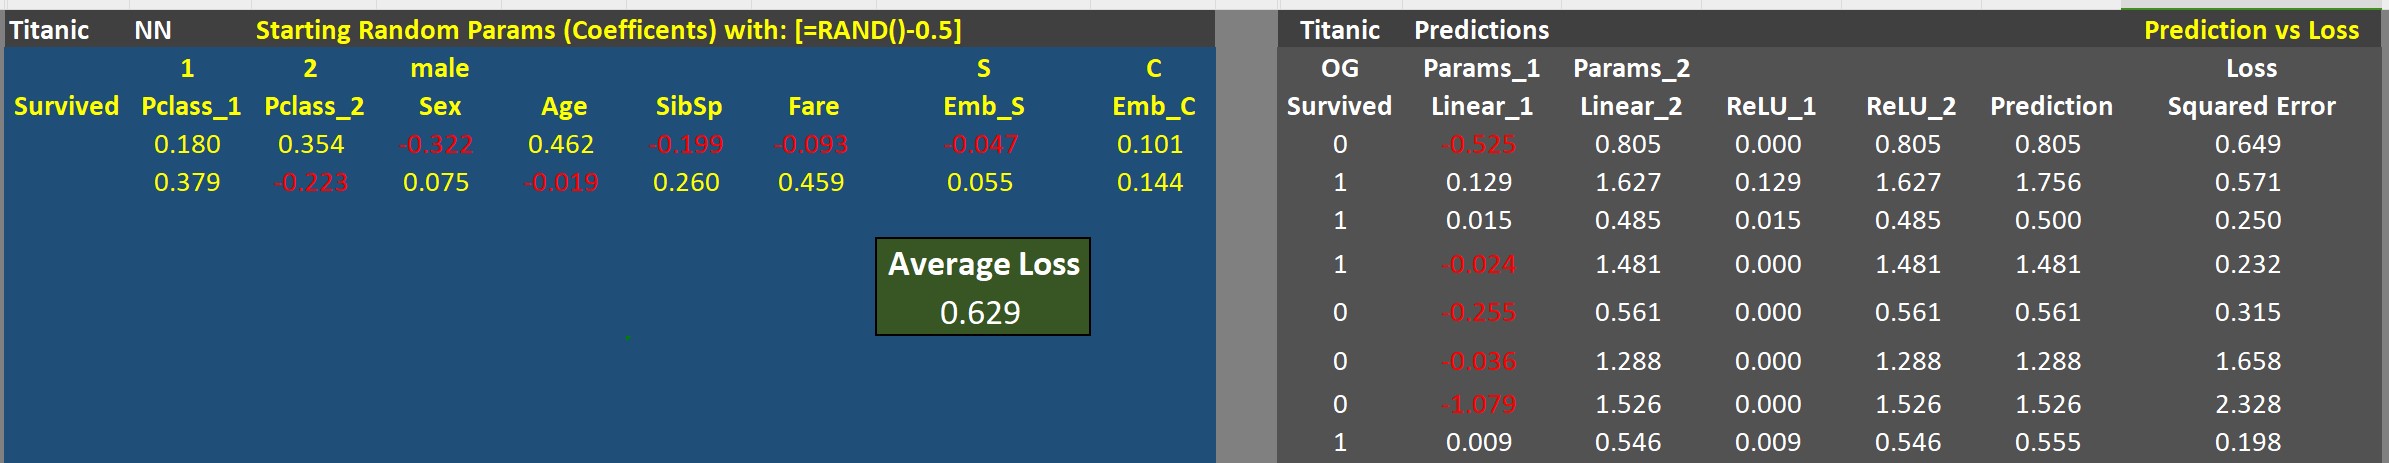 Titanic NN Starting Random Params (Coefficents) with: [=RAND()-0.5]
1 2 male S C
Survived Pclass_1 Pclass_2 Sex Age SibSp Fare Emb_S Emb_C
0.180 0.354 -0.322 0.462 -0.199 -0.093 -0.047 0.101
0.379 -0.223 0.075 -0.019 0.260 0.459 0.055 0.144
Average Loss
0.629
Titanic Predictions Prediction vs Loss
OG Params_1 Params_2 Loss
Survived Linear_1 Linear_2 ReLU_1 ReLU_2 Prediction Squared Error
0 -0.525 0.805 0.000 0.805 0.805 0.649
1 0.129 1.627 0.129 1.627 1.756 0.571
1 0.015 0.485 0.015 0.485 0.500 0.250
1 -0.024 1.481 0.000 1.481 1.481 0.232
0 -0.255 0.561 0.000 0.561 0.561 0.315
0 -0.036 1.288 0.000 1.288 1.288 1.658
0 -1.079 1.526 0.000 1.526 1.526 2.328
1 0.009 0.546 0.009 0.546 0.555 0.198